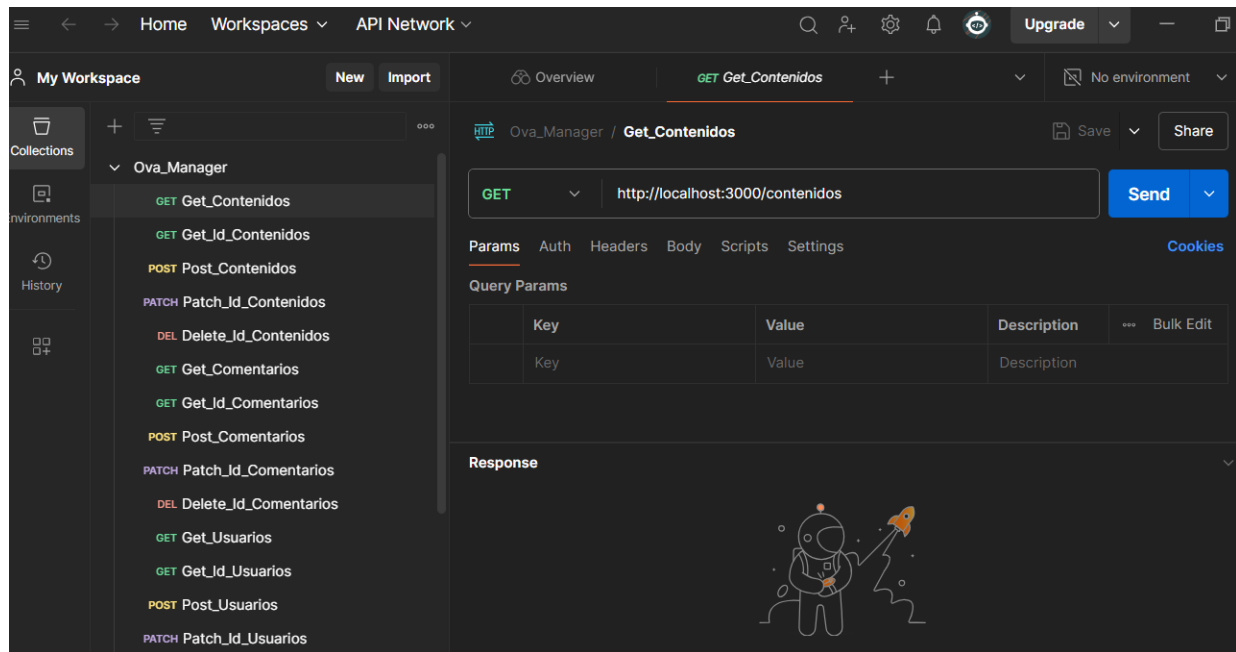 Home Workspaces API Network Upgrade
My Workspace New Import
Overview GET Get_Contenidos No environment
Collections
nvironments
History
Ova_Manager
GET Get_Contenidos
GET Get_Id_Contenidos
POST Post_Contenidos
PATCH Patch_Id_Contenidos
DEL Delete_Id_Contenidos
GET Get_Comentarios
GET Get_Id_Comentarios
POST Post_Comentarios
PATCH Patch_Id_Comentarios
DEL Delete_Id_Comentarios
GET Get_Usuarios
GET Get_Id_Usuarios
POST Post_Usuarios
PATCH Patch_Id_Usuarios
HTTP Ova_Manager / Get_Contenidos Save Share
GET http://localhost:3000/contenidos Send
Params Auth Headers Body Scripts Settings Cookies
Query Params
Key Value Description Bulk Edit
Key Value Description
Response